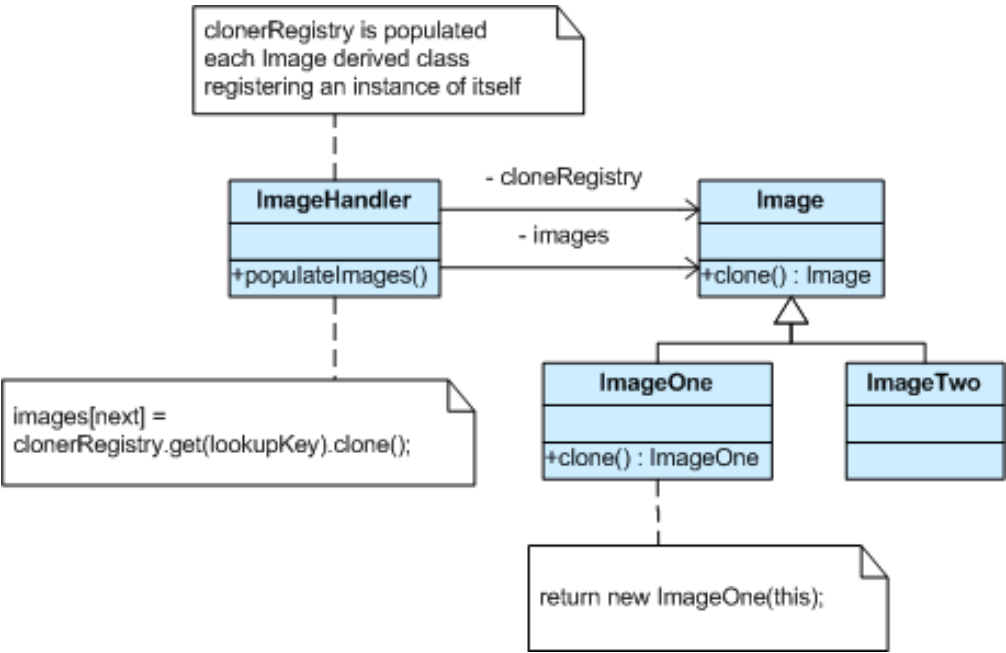 clonerRegistry is populated
each Image derived class
registering an instance of itself
ImageHandler
+populateImages()
- cloneRegistry
- images
Image
+clone() : Image
images[next] =
clonerRegistry.get(lookupKey).clone();
ImageOne
+clone() : ImageOne
ImageTwo
return new ImageOne(this);